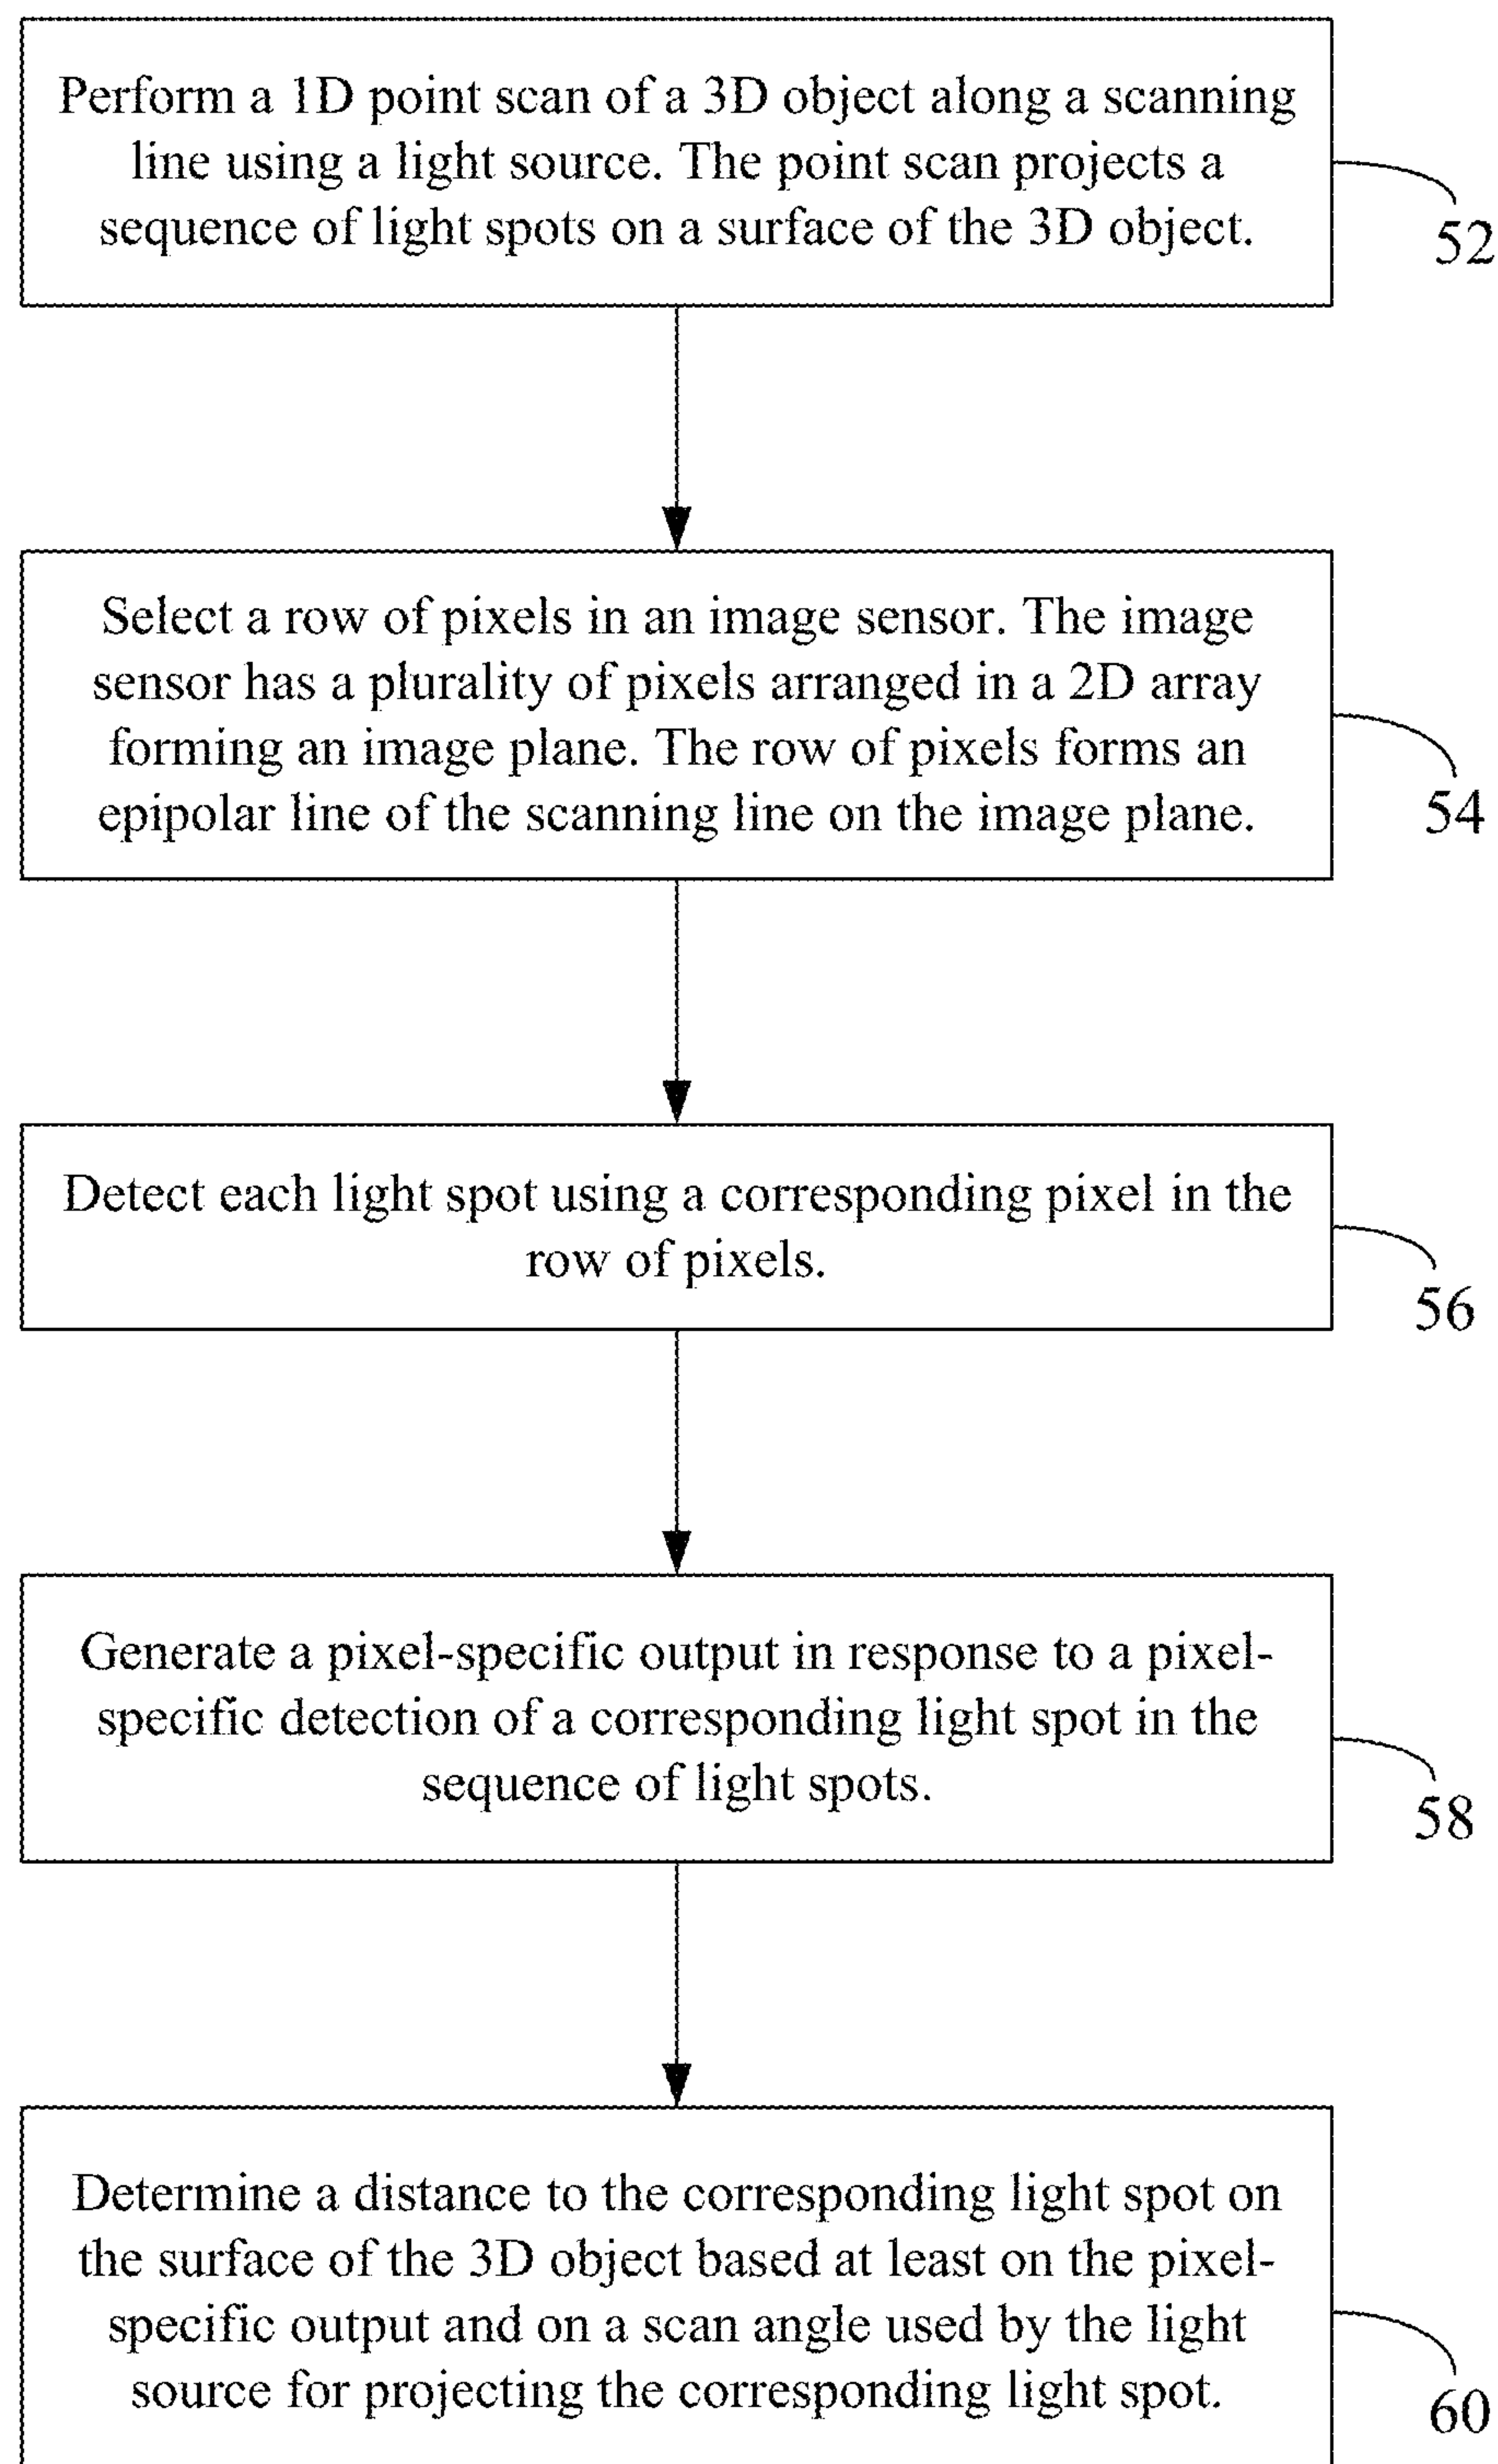 Perform a 1D point scan of a 3D object along a scanning
line using a light source. The point scan projects a
sequence of light spots on a surface of the 3D object.
52
Select a row of pixels in an image sensor. The image
sensor has a plurality of pixels arranged in a 2D array
forming an image plane. The row of pixels forms an
epipolar line of the scanning line on the image plane.
54
Detect each light spot using a corresponding pixel in the
row of pixels.
56
Generate a pixel-specific output in response to a pixel-
specific detection of a corresponding light spot in the
sequence of light spots.
58
Determine a distance to the corresponding light spot on
the surface of the 3D object based at least on the pixel-
specific output and on a scan angle used by the light
source for projecting the corresponding light spot.
60